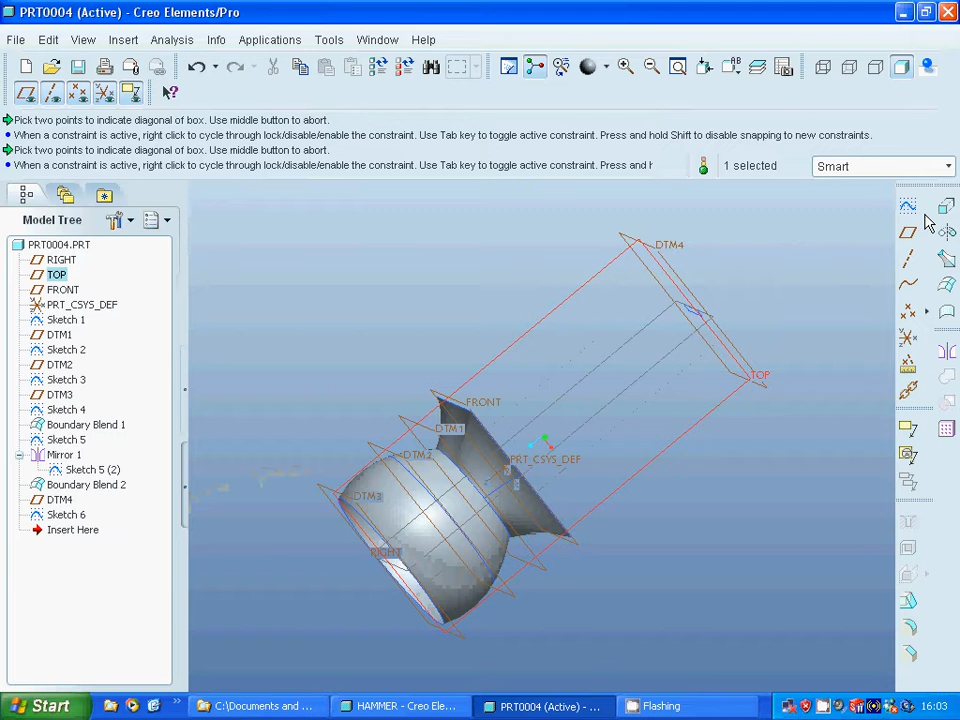 PRT0004 (Active) - Creo Elements/Pro
File Edit View Insert Analysis Info Applications Tools Window Help
Pick two points to indicate diagonal of box. Use middle button to abort.
When a constraint is active, right click to cycle through lock/disable/enable the constraint. Use Tab key to toggle active constraint. Press and hold Shift to disable snapping to new constraints.
Pick two points to indicate diagonal of box. Use middle button to abort.
When a constraint is active, right click to cycle through lock/disable/enable the constraint. Use Tab key to toggle active constraint. Press and h
1 selected
Smart
Model Tree
PRT0004.PRT
RIGHT
TOP
FRONT
PRT_CSYS_DEF
Sketch 1
DTM1
Sketch 2
DTM2
Sketch 3
DTM3
Sketch 4
Boundary Blend 1
Sketch 5
Mirror 1
Sketch 5 (2)
Boundary Blend 2
DTM4
Sketch 6
Insert Here
DTM4
TOP
FRONT
DTM1
DTM2
PRT_CSYS_DEF
DTM3
RIGHT
Start
C:\Documents and ...
HAMMER - Creo Ele...
PRT0004 (Active) - ...
Flashing
16:03